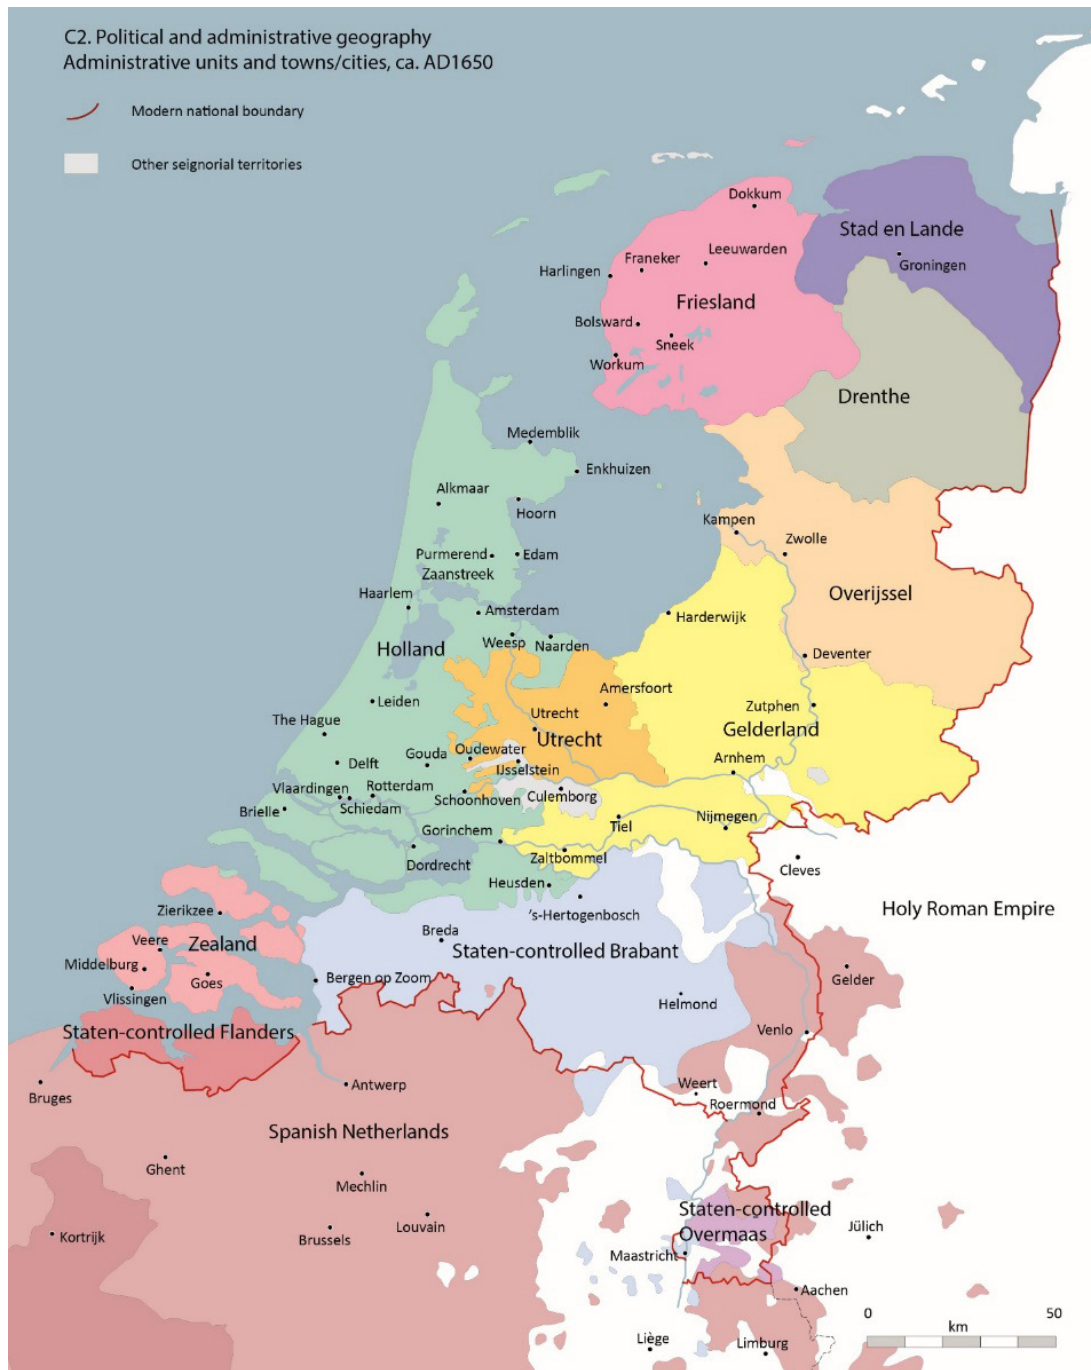 C2. Political and administrative geography
Administrative units and towns/cities, ca. AD1650
Modern national boundary
Other seignorial territories
Dokkum
Stad en Lande
Leeuwarden
Franeker
Groningen
Harlingen
Friesland
Bolsward
Sneek
Workum
Drenthe
Medemblik
Enkhuizen
Alkmaar
Hoorn
Kampen
Zwolle
Purmerend
Edam
Zaanstreek
Haarlem
Overijssel
Amsterdam
Harderwijk
Weesp
Naarden
Holland
Deventer
Amersfoort
Leiden
Zutphen
Utrecht
The Hague
Gelderland
Utrecht
Oudewater
Gouda
Arnhem
Delft
IJsselstein
Rotterdam
Vlaardingen
Schoonhoven
Culemborg
Schiedam
Brielle
Nijmegen
Tiel
Gorinchem
Zaltbommel
Dordrecht
Cleves
Heusden
Zierikzee
's-Hertogenbosch
Holy Roman Empire
Breda
Veere
Zealand
Staten-controlled Brabant
Middelburg
Goes
Bergen op Zoom
Gelder
Vlissingen
Helmond
Staten-controlled Flanders
Venlo
Antwerp
Weert
Bruges
Roermond
Spanish Netherlands
Ghent
Mechlin
Staten-controlled
Overmaas
Louvain
Jülich
Kortrijk
Brussels
Maastricht
Aachen
0 50
km
Liège
Limburg